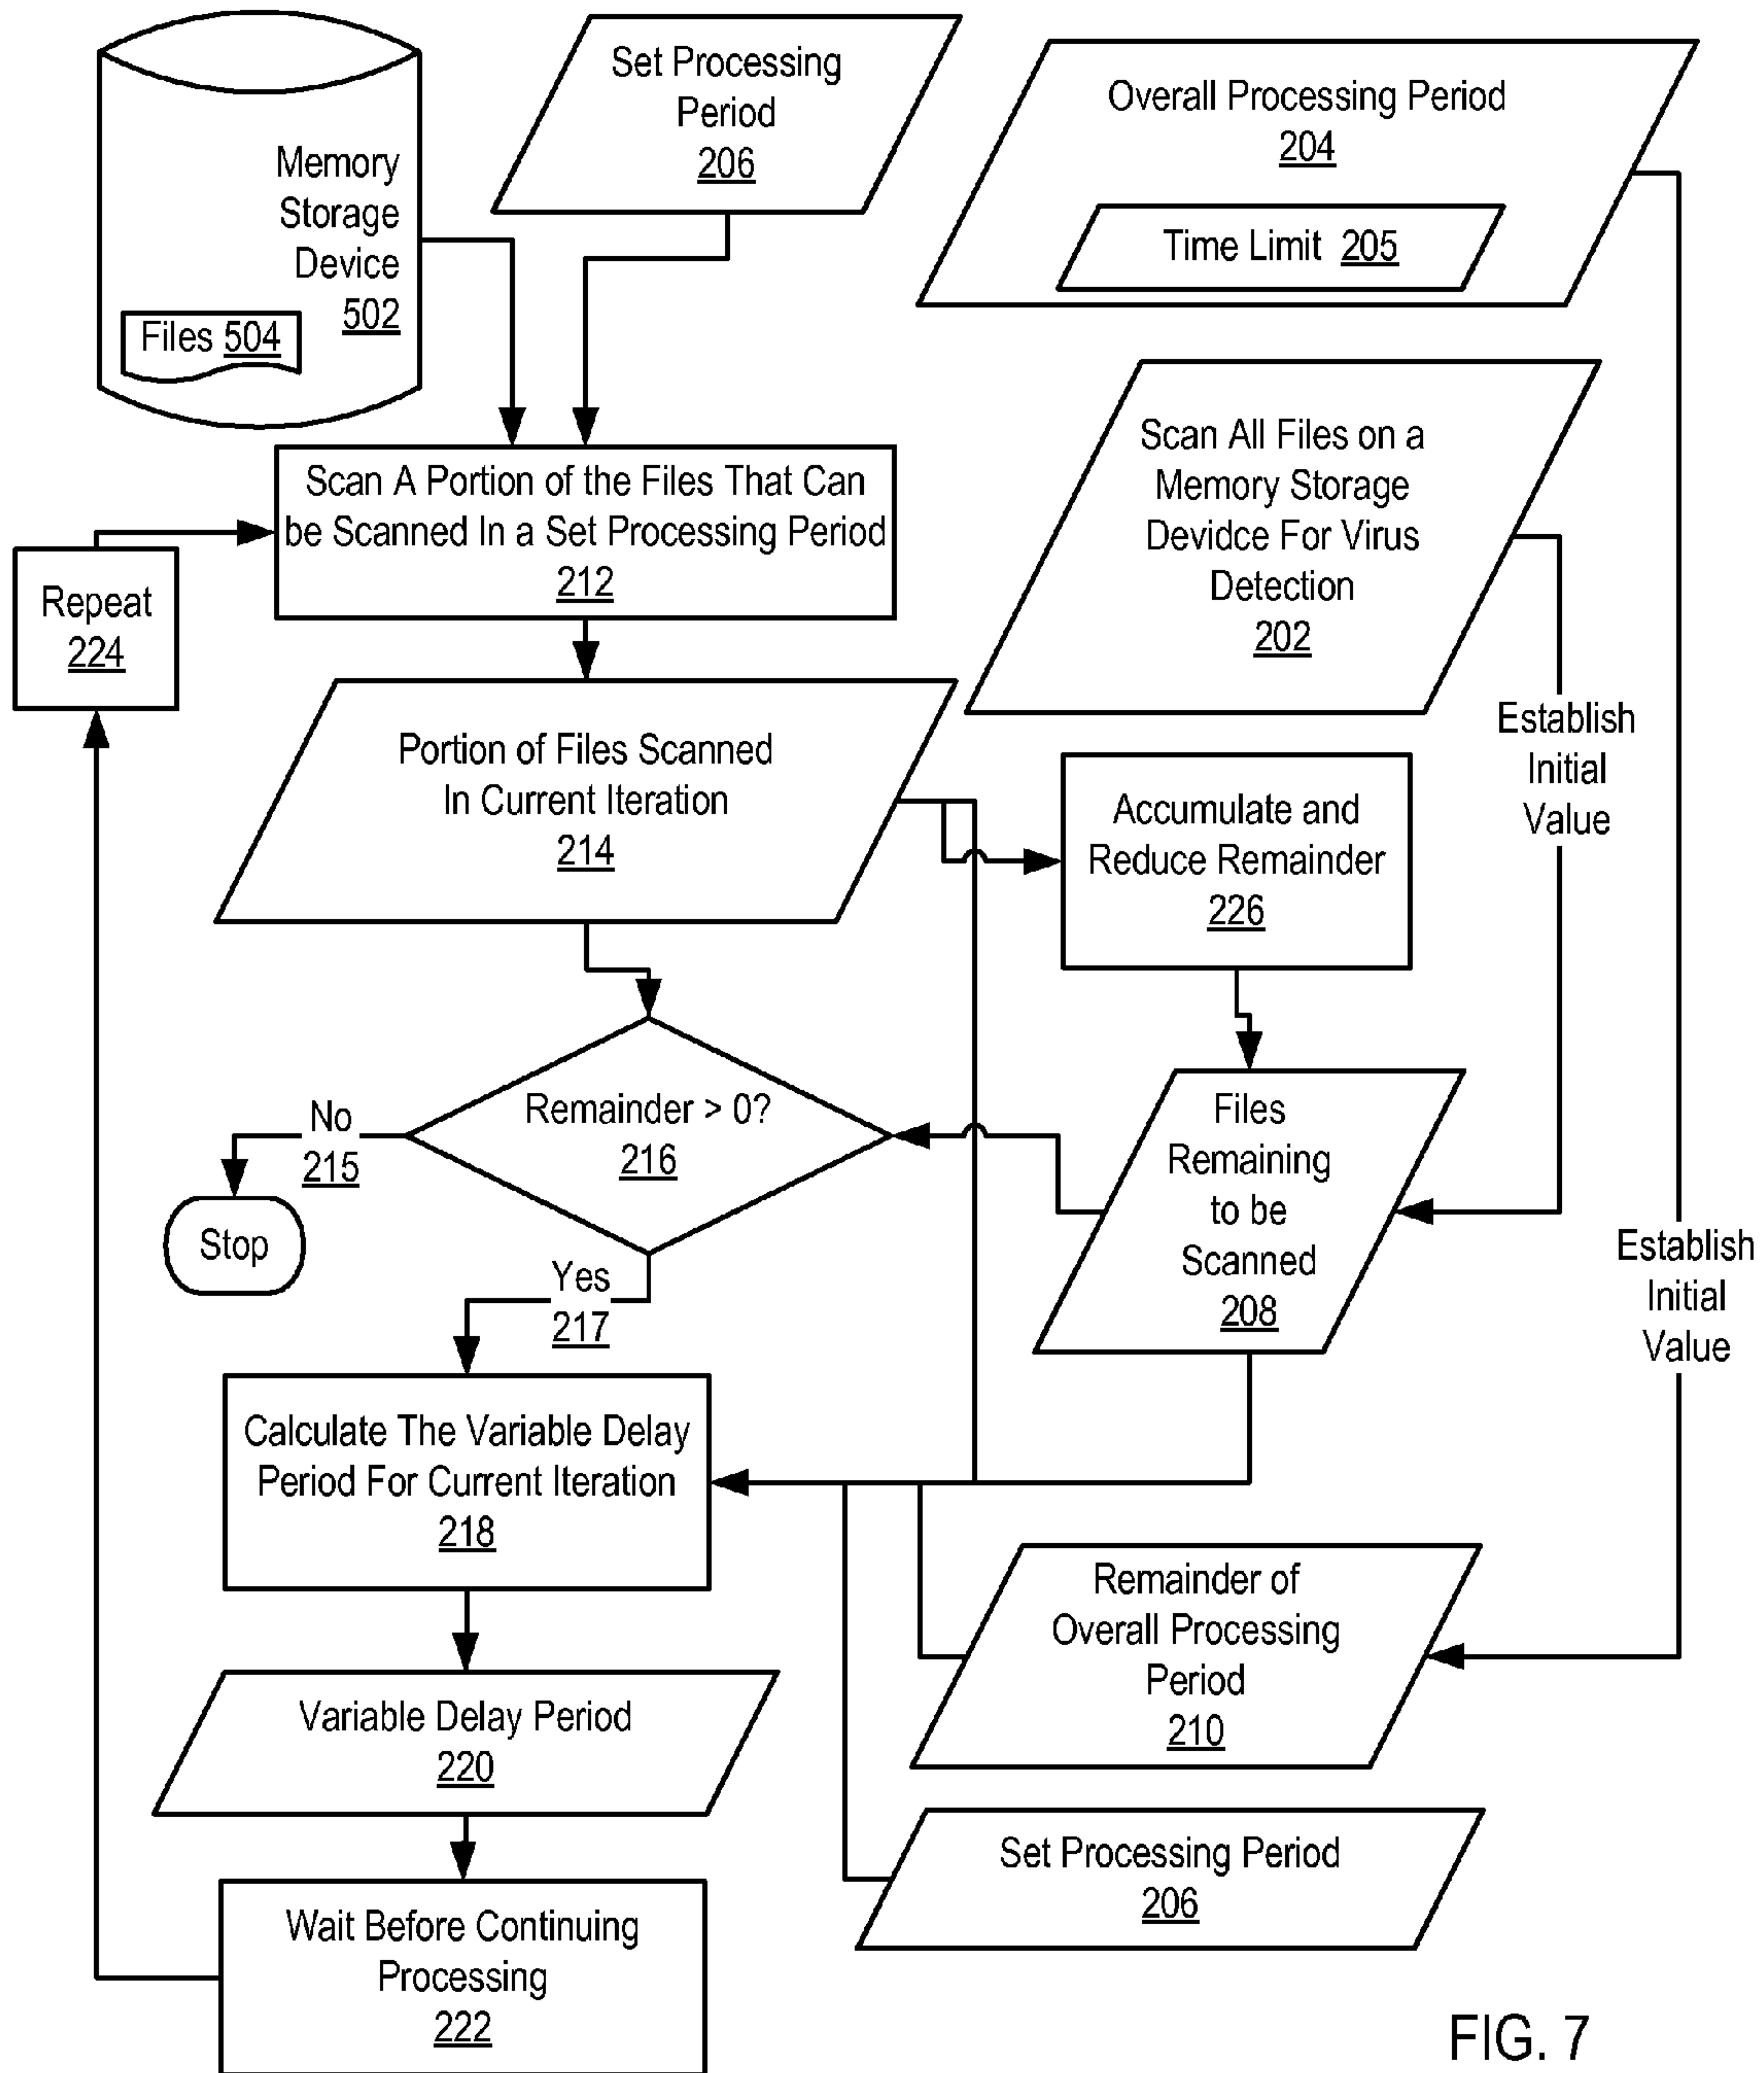 Set Processing
Period
206
Overall Processing Period
204
Time Limit 205
Memory
Storage
Device
502
Files 504
Scan All Files on a
Memory Storage
Devidce For Virus
Detection
202
Scan A Portion of the Files That Can
be Scanned In a Set Processing Period
212
Repeat
224
Establish
Initial
Value
Portion of Files Scanned
In Current Iteration
214
Accumulate and
Reduce Remainder
226
Remainder > 0?
216
No
215
Stop
Files
Remaining
to be
Scanned
208
Establish
Initial
Value
Yes
217
Calculate The Variable Delay
Period For Current Iteration
218
Remainder of
Overall Processing
Period
210
Variable Delay Period
220
Set Processing Period
206
Wait Before Continuing
Processing
222
FIG. 7